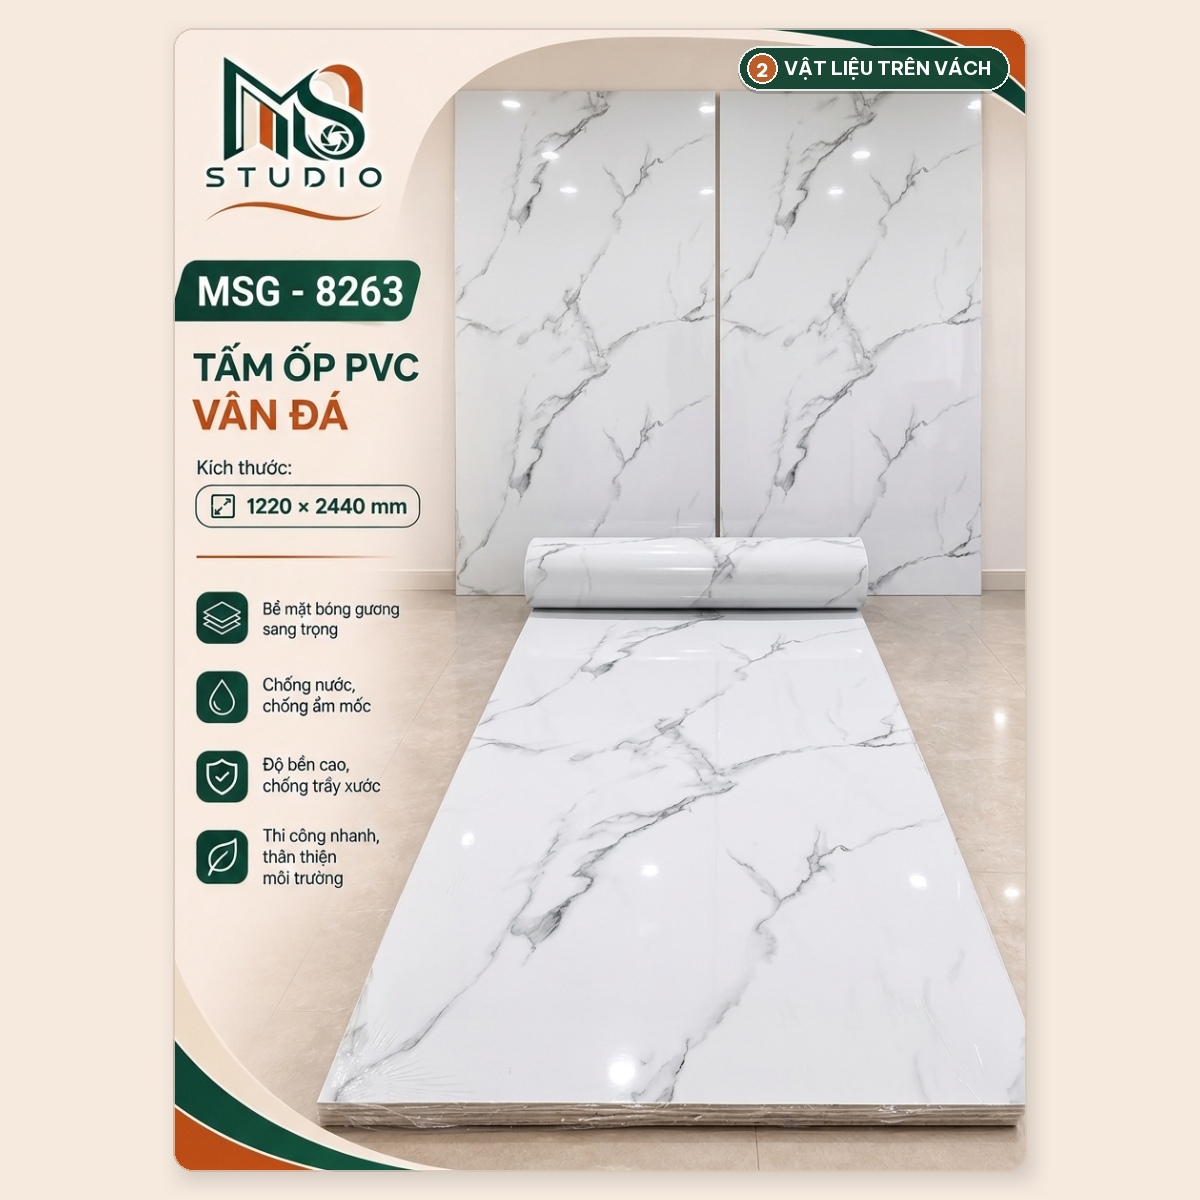 MS
STUDIO
2 VẬT LIỆU TRÊN VÁCH
MSG - 8263
TẤM ỐP PVC
VÂN ĐÁ
Kích thước:
1220 × 2440 mm
Bề mặt bóng gương
sang trọng
Chống nước,
chống ẩm mốc
Độ bền cao,
chống trầy xước
Thi công nhanh,
thân thiện
môi trường